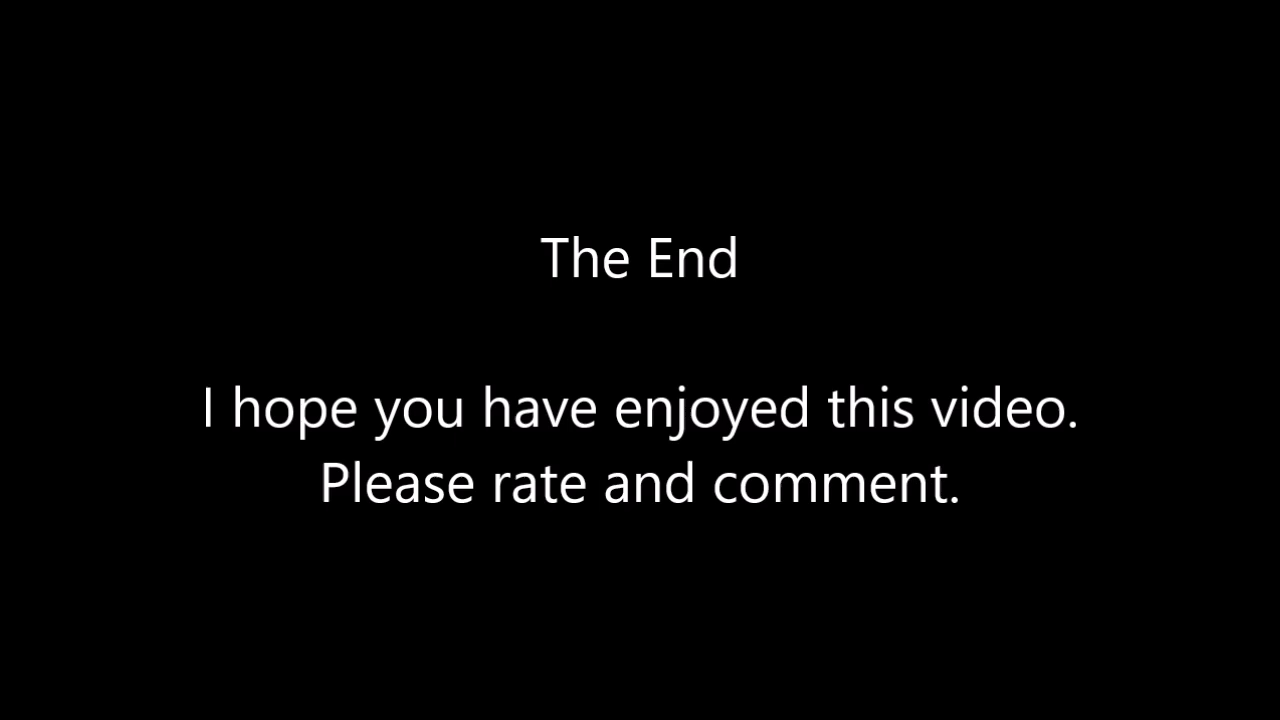 The End
I hope you have enjoyed this video.
Please rate and comment.